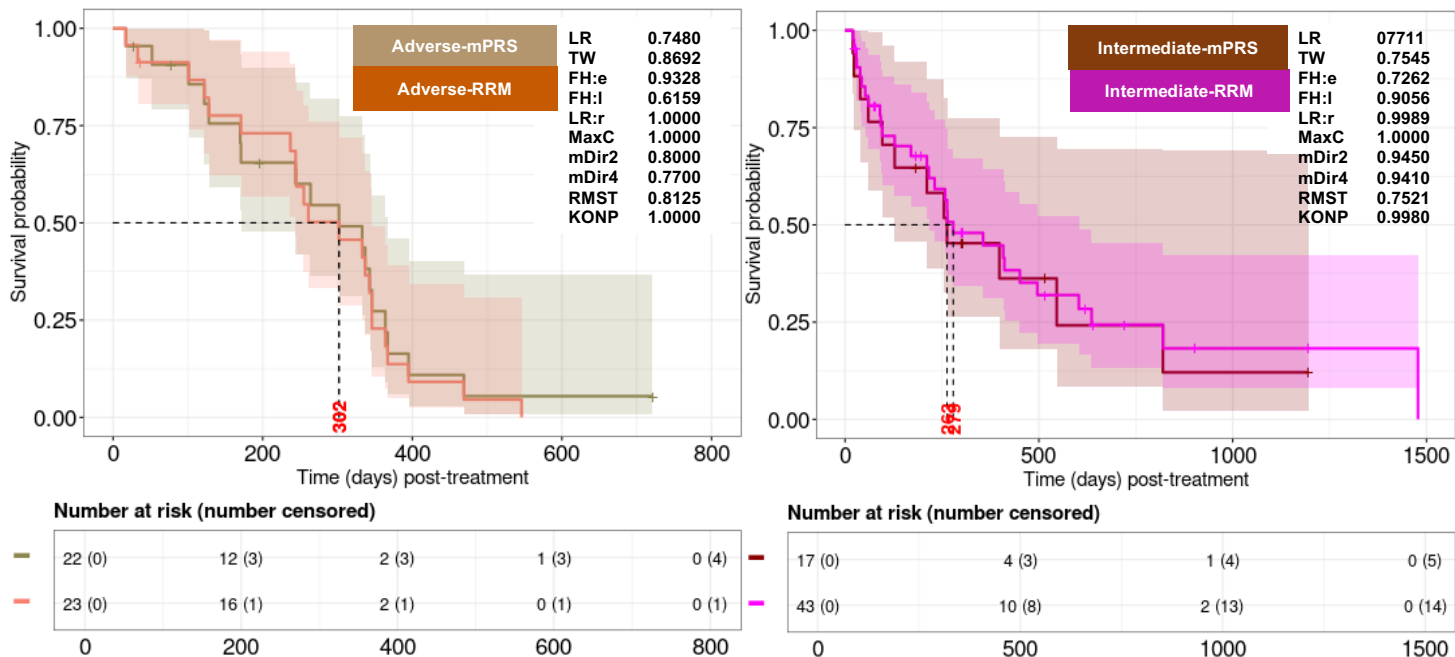 1.00
0.75
0.50
0.25
0.00
Survival probability
Adverse-mPRS
Adverse-RRM
LR 0.7480
TW 0.8692
FH:e 0.9328
FH:l 0.6159
LR:r 1.0000
MaxC 1.0000
mDir2 0.8000
mDir4 0.7700
RMST 0.8125
KONP 1.0000
302
0 200 400 600 800
Time (days) post-treatment
Number at risk (number censored)
22 (0) 12 (3) 2 (3) 1 (3) 0 (4)
23 (0) 16 (1) 2 (1) 0 (1) 0 (1)
0 200 400 600 800
1.00
0.75
0.50
0.25
0.00
Survival probability
Intermediate-mPRS
Intermediate-RRM
LR 07711
TW 0.7545
FH:e 0.7262
FH:l 0.9056
LR:r 0.9989
MaxC 1.0000
mDir2 0.9450
mDir4 0.9410
RMST 0.7521
KONP 0.9980
0 500 1000 1500
Time (days) post-treatment
Number at risk (number censored)
17 (0) 4 (3) 1 (4) 0 (5)
43 (0) 10 (8) 2 (13) 0 (14)
0 500 1000 1500